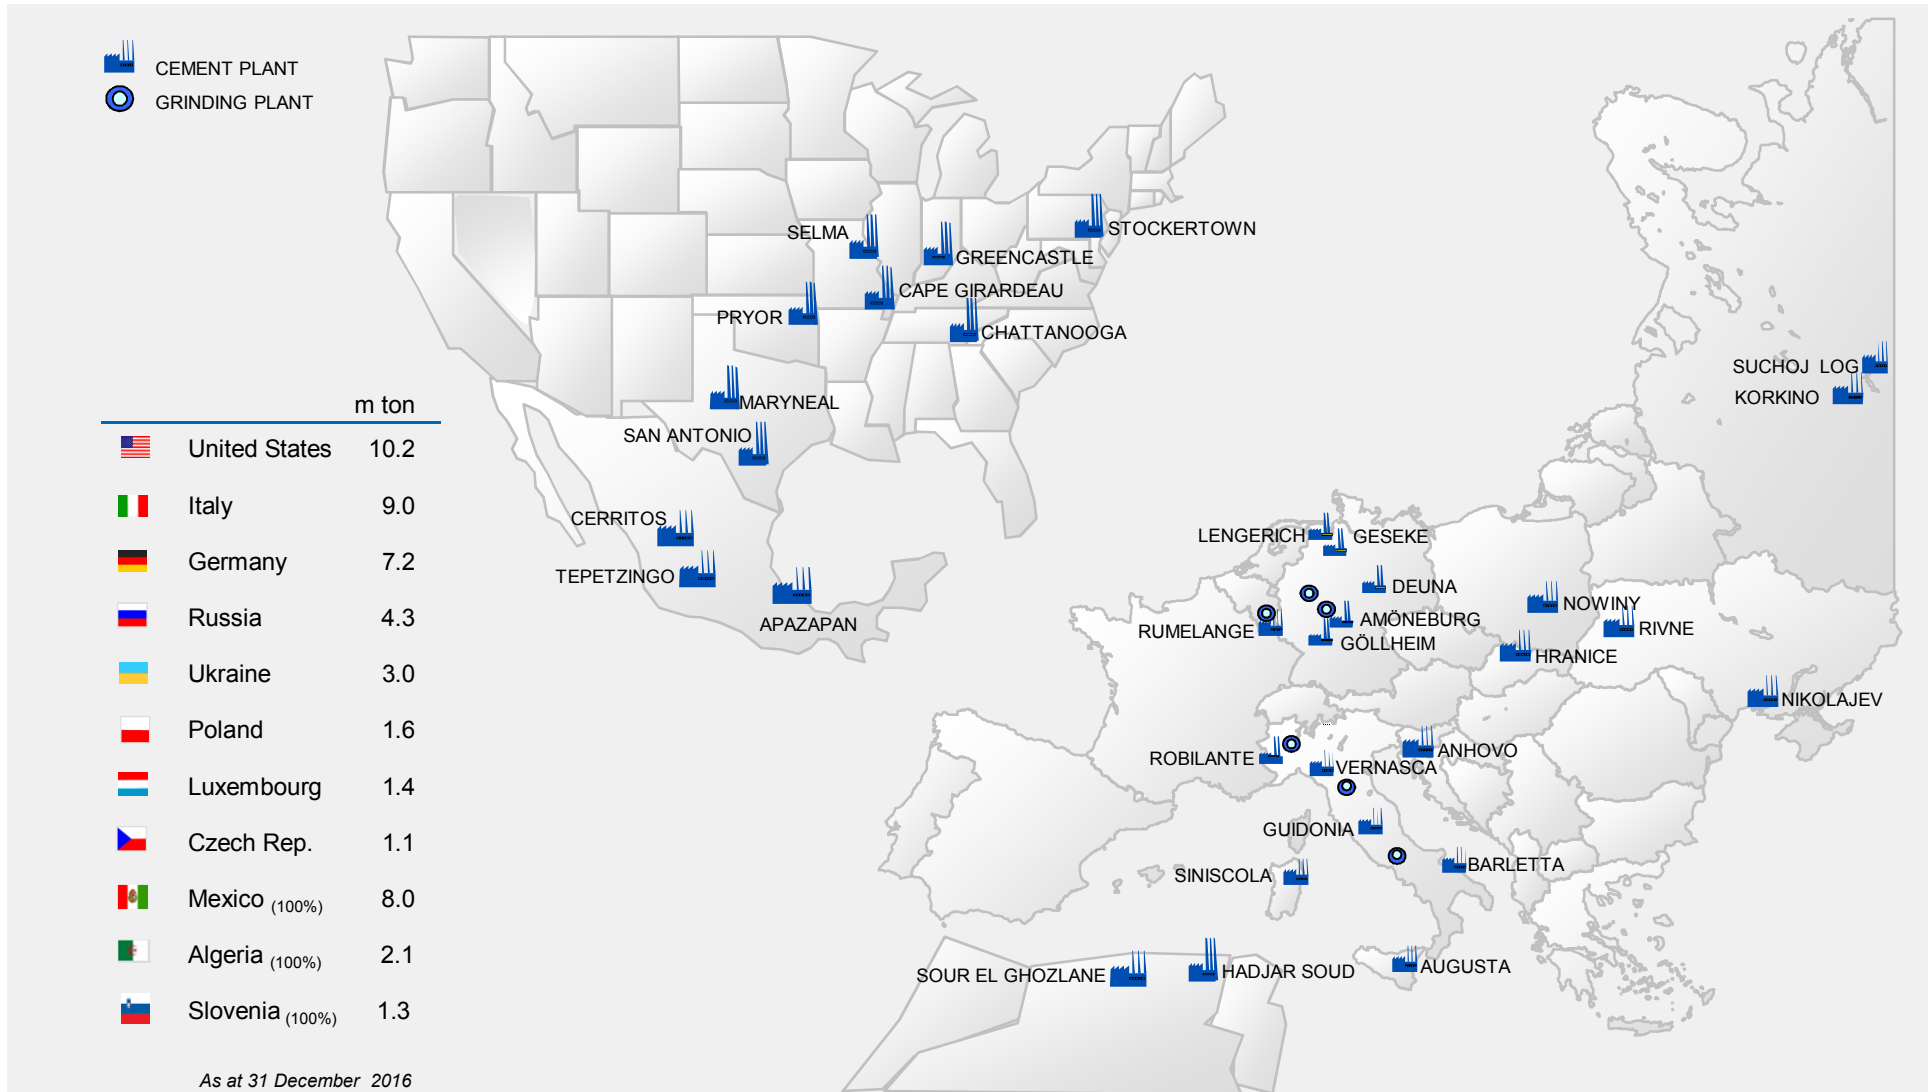 CEMENT PLANT
GRINDING PLANT
STOCKERTOWN
SELMA
GREENCASTLE
CAPE GIRARDEAU
PRYOR
CHATTANOOGA
MARYNEAL
SAN ANTONIO
CERRITOS
TEPETZINGO
APAZAPAN
SUCHOJ LOG
KORKINO
LENGERICH
GESEKE
DEUNA
NOWINY
AMÖNEBURG
RUMELANGE
RIVNE
GÖLLHEIM
HRANICE
NIKOLAJEV
ANHOVO
ROBILANTE
VERNASCA
GUIDONIA
BARLETTA
SINISCOLA
AUGUSTA
SOUR EL GHOZLANE
HADJAR SOUD
m ton
United States 10.2
Italy 9.0
Germany 7.2
Russia 4.3
Ukraine 3.0
Poland 1.6
Luxembourg 1.4
Czech Rep. 1.1
Mexico (100%) 8.0
Algeria (100%) 2.1
Slovenia (100%) 1.3
As at 31 December 2016